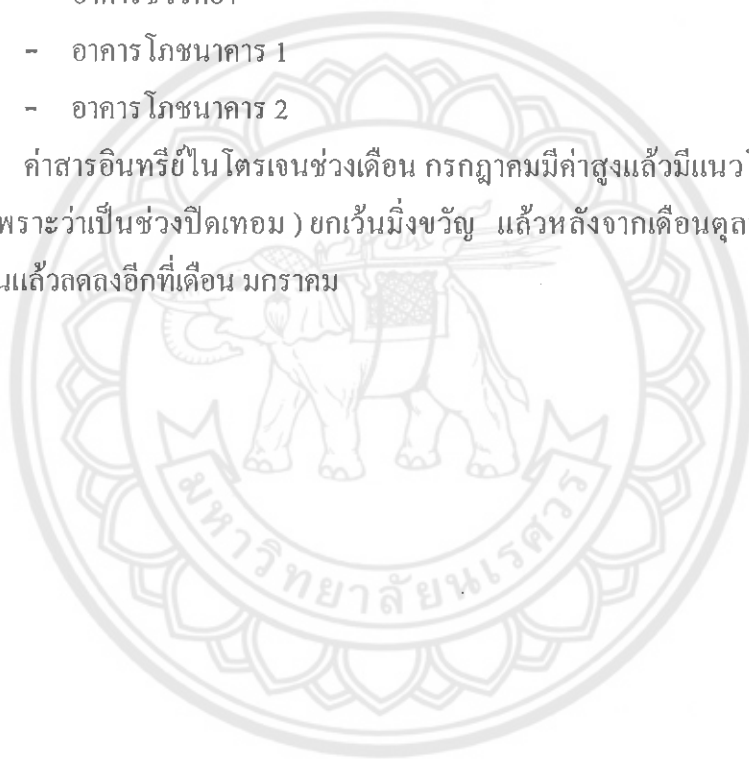 - อาคารโภชนาคาร 1
- อาคารโภชนาคาร 2
ค่าสารอินทรีย์ในโตรเจนช่วงเดือน กรกฎาคมมีค่าสูงแล้วมีแนว
พราะว่าเป็นช่วงปิดเทอม ) ยกเว้นมิ่งขวัญ แล้วหลังจากเดือนตุล
นแล้วลดลงอีกที่เดือน มกราคม
มหาวิทยาลัยนเรศวร